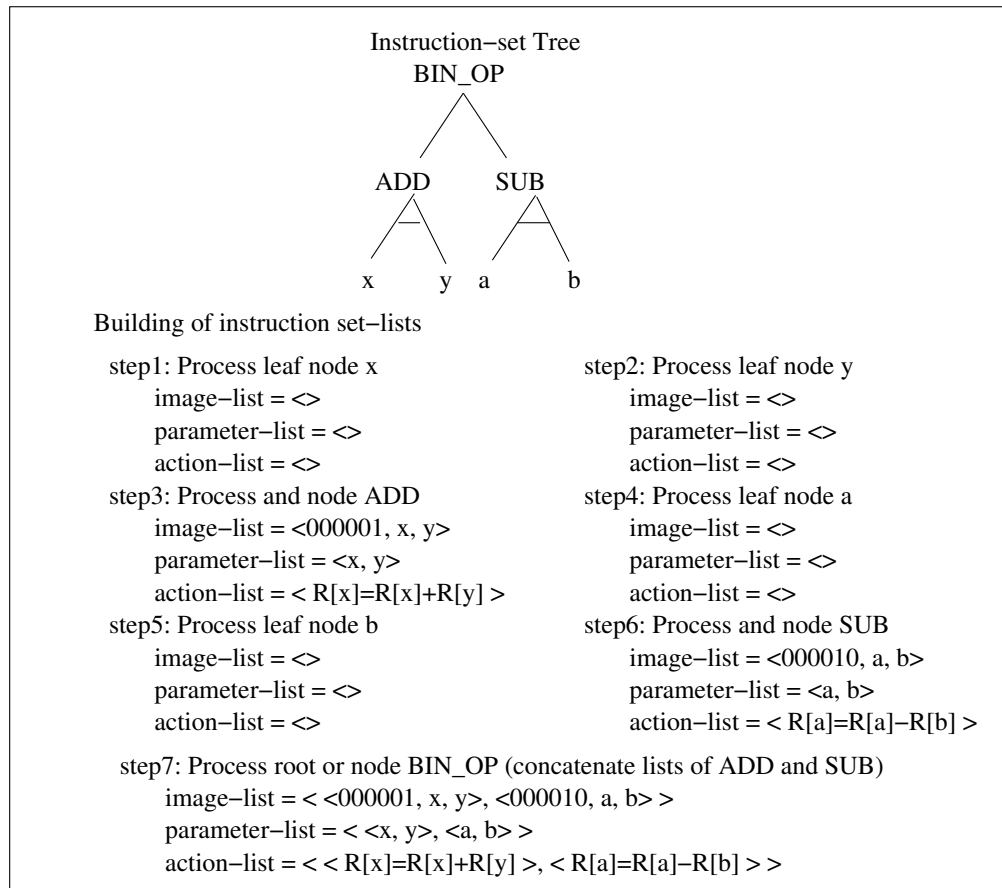 Instruction−set Tree
BIN_OP
ADD SUB
x y a b
Building of instruction set−lists
step1: Process leaf node x
image−list = <>
parameter−list = <>
action−list = <>
step2: Process leaf node y
image−list = <>
parameter−list = <>
action−list = <>
step3: Process and node ADD
image−list = <000001, x, y>
parameter−list = <x, y>
action−list = < R[x]=R[x]+R[y] >
step4: Process leaf node a
image−list = <>
parameter−list = <>
action−list = <>
step5: Process leaf node b
image−list = <>
parameter−list = <>
action−list = <>
step6: Process and node SUB
image−list = <000010, a, b>
parameter−list = <a, b>
action−list = < R[a]=R[a]−R[b] >
step7: Process root or node BIN_OP (concatenate lists of ADD and SUB)
image−list = < <000001, x, y>, <000010, a, b> >
parameter−list = < <x, y>, <a, b> >
action−list = < < R[x]=R[x]+R[y] >, < R[a]=R[a]−R[b] > >